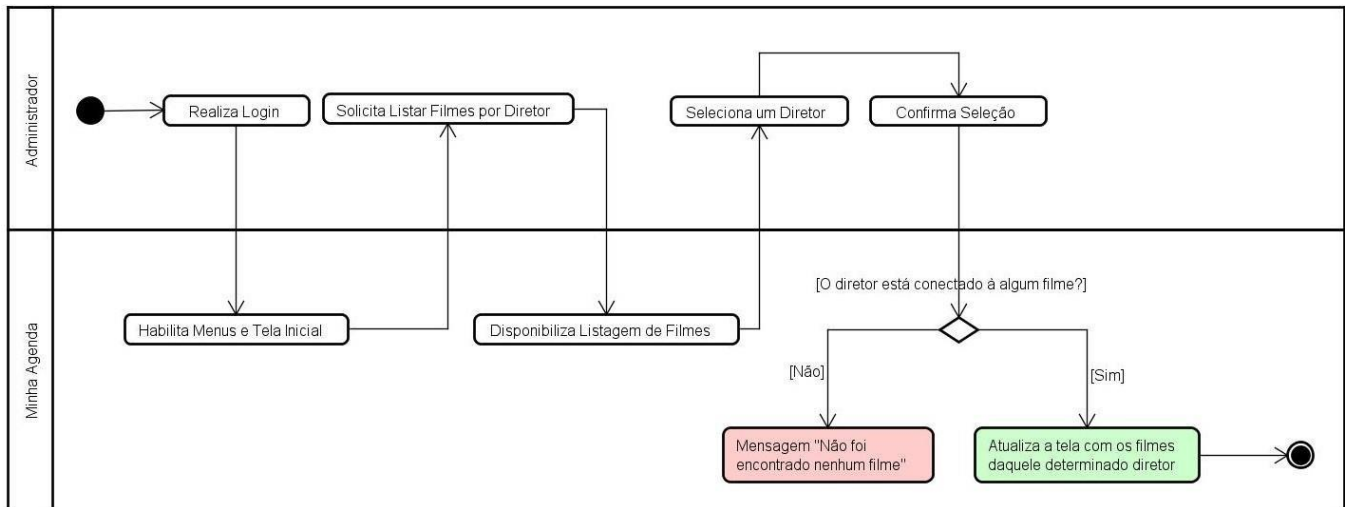 Administrador
Realiza Login
Solicita Listar Filmes por Diretor
Seleciona um Diretor
Confirma Seleção
Minha Agenda
[O diretor está conectado à algum filme?]
Habilita Menus e Tela Inicial
Disponibiliza Listagem de Filmes
[Não]
[Sim]
Mensagem "Não foi
encontrado nenhum filme"
Atualiza a tela com os filmes
daquele determinado diretor